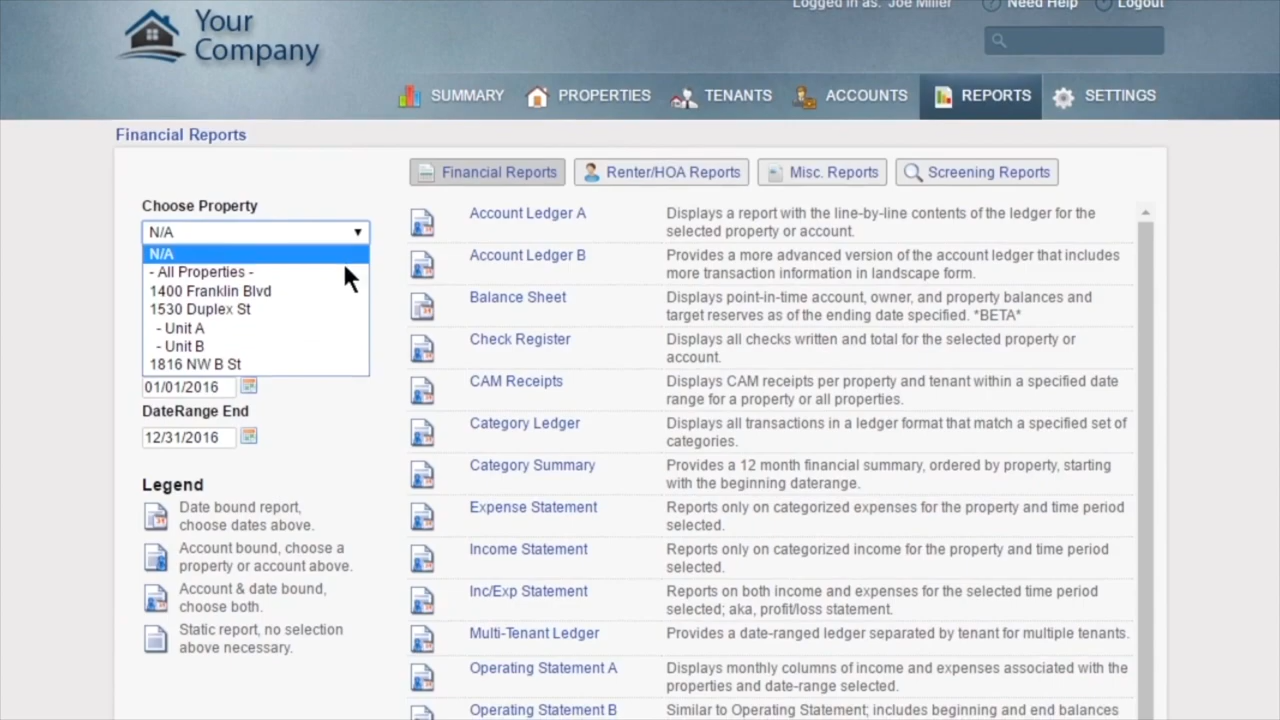 Logged in as: Joe Miller
Need Help
Logout
Your
Company
SUMMARY
PROPERTIES
TENANTS
ACCOUNTS
REPORTS
SETTINGS
Financial Reports
Financial Reports
Renter/HOA Reports
Misc. Reports
Screening Reports
Choose Property
N/A
N/A
- All Properties -
1400 Franklin Blvd
1530 Duplex St
- Unit A
- Unit B
1816 NW B St
01/01/2016
DateRange End
12/31/2016
Legend
Date bound report,
choose dates above.
Account bound, choose a
property or account above.
Account & date bound,
choose both.
Static report, no selection
above necessary.
Account Ledger A
Displays a report with the line-by-line contents of the ledger for the
selected property or account.
Account Ledger B
Provides a more advanced version of the account ledger that includes
more transaction information in landscape form.
Balance Sheet
Displays point-in-time account, owner, and property balances and
target reserves as of the ending date specified. *BETA*
Check Register
Displays all checks written and total for the selected property or
account.
CAM Receipts
Displays CAM receipts per property and tenant within a specified date
range for a property or all properties.
Category Ledger
Displays all transactions in a ledger format that match a specified set of
categories.
Category Summary
Provides a 12 month financial summary, ordered by property, starting
with the beginning daterange.
Expense Statement
Reports only on categorized expenses for the property and time period
selected.
Income Statement
Reports only on categorized income for the property and time period
selected.
Inc/Exp Statement
Reports on both income and expenses for the selected time period
selected; aka, profit/loss statement.
Multi-Tenant Ledger
Provides a date-ranged ledger separated by tenant for multiple tenants.
Operating Statement A
Displays monthly columns of income and expenses associated with the
properties and date-range selected.
Operating Statement B
Similar to Operating Statement; includes beginning and end balances